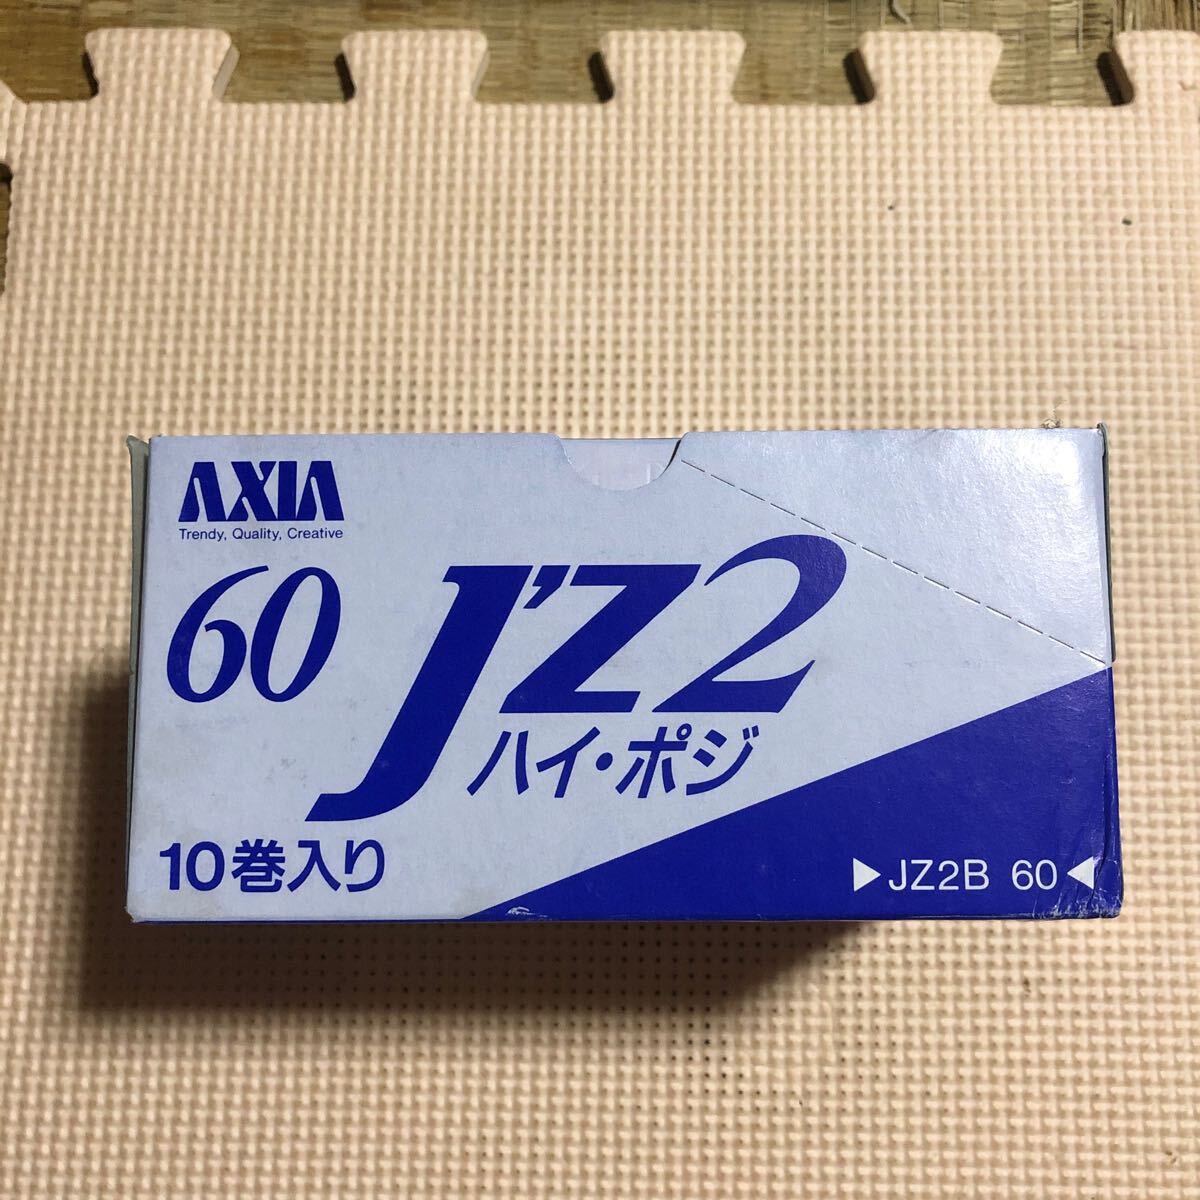 AXIA
Trendy, Quality, Creative
60 J'Z2
ハイ・ポジ
10巻入り
▶JZ2B 60◀